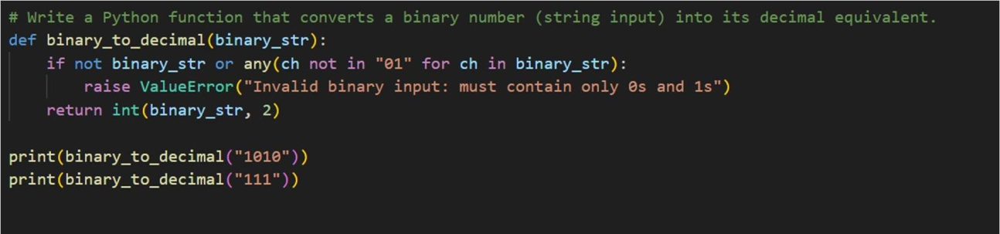 # Write a Python function that converts a binary number (string input) into its decimal equivalent.
def binary_to_decimal(binary_str):
    if not binary_str or any(ch not in "01" for ch in binary_str):
        raise ValueError("Invalid binary input: must contain only 0s and 1s")
    return int(binary_str, 2)

print(binary_to_decimal("1010"))
print(binary_to_decimal("111"))